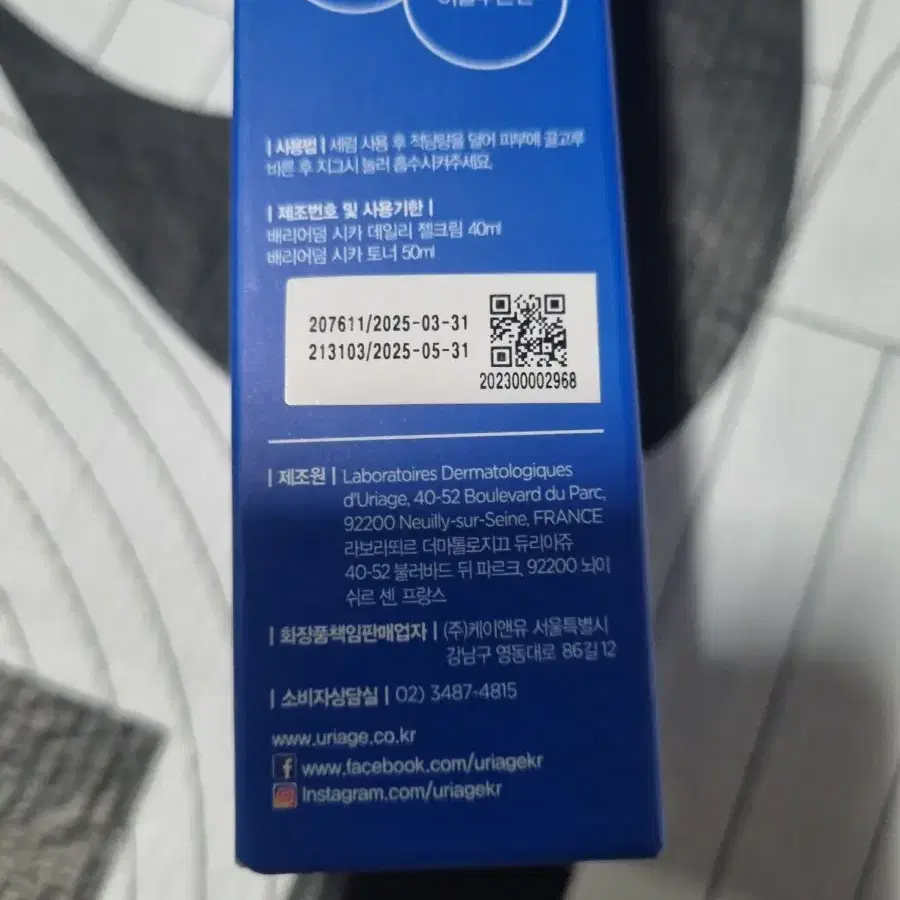 | 사용법 | 세럼 사용 후 적당량을 덜어 피부에 골고루
바른 후 지그시 눌러 흡수시켜주세요.
| 제조번호 및 사용기한 |
배리어덤 시카 데일리 젤크림 40ml
배리어덤 시카 토너 50ml
207611/2025-03-31
213103/2025-05-31
202300002968
| 제조원 | Laboratoires Dermatologiques
d'Uriage, 40-52 Boulevard du Parc,
92200 Neuilly-sur-Seine, FRANCE
라보라뙤르 더마톨로지끄 듀리아쥬
40-52 불러바드 뒤 파르크, 92200 뇌이
쉬르 센, 프랑스
| 화장품책임판매업자 | (주)케이앤유 서울특별시
강남구 영동대로 86길 12
| 소비자상담실 | 02) 3487-4815
www.uriage.co.kr
www.facebook.com/uriagekr
Instagram.com/uriagekr